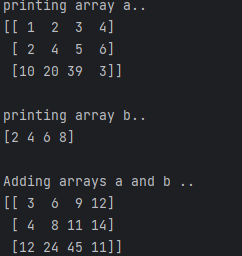 printing array a..
[[ 1  2  3  4]
 [ 2  4  5  6]
 [10 20 39  3]]
printing array b..
[2 4 6 8]
Adding arrays a and b ..
[[ 3  6  9 12]
 [ 4  8 11 14]
 [12 24 45 11]]